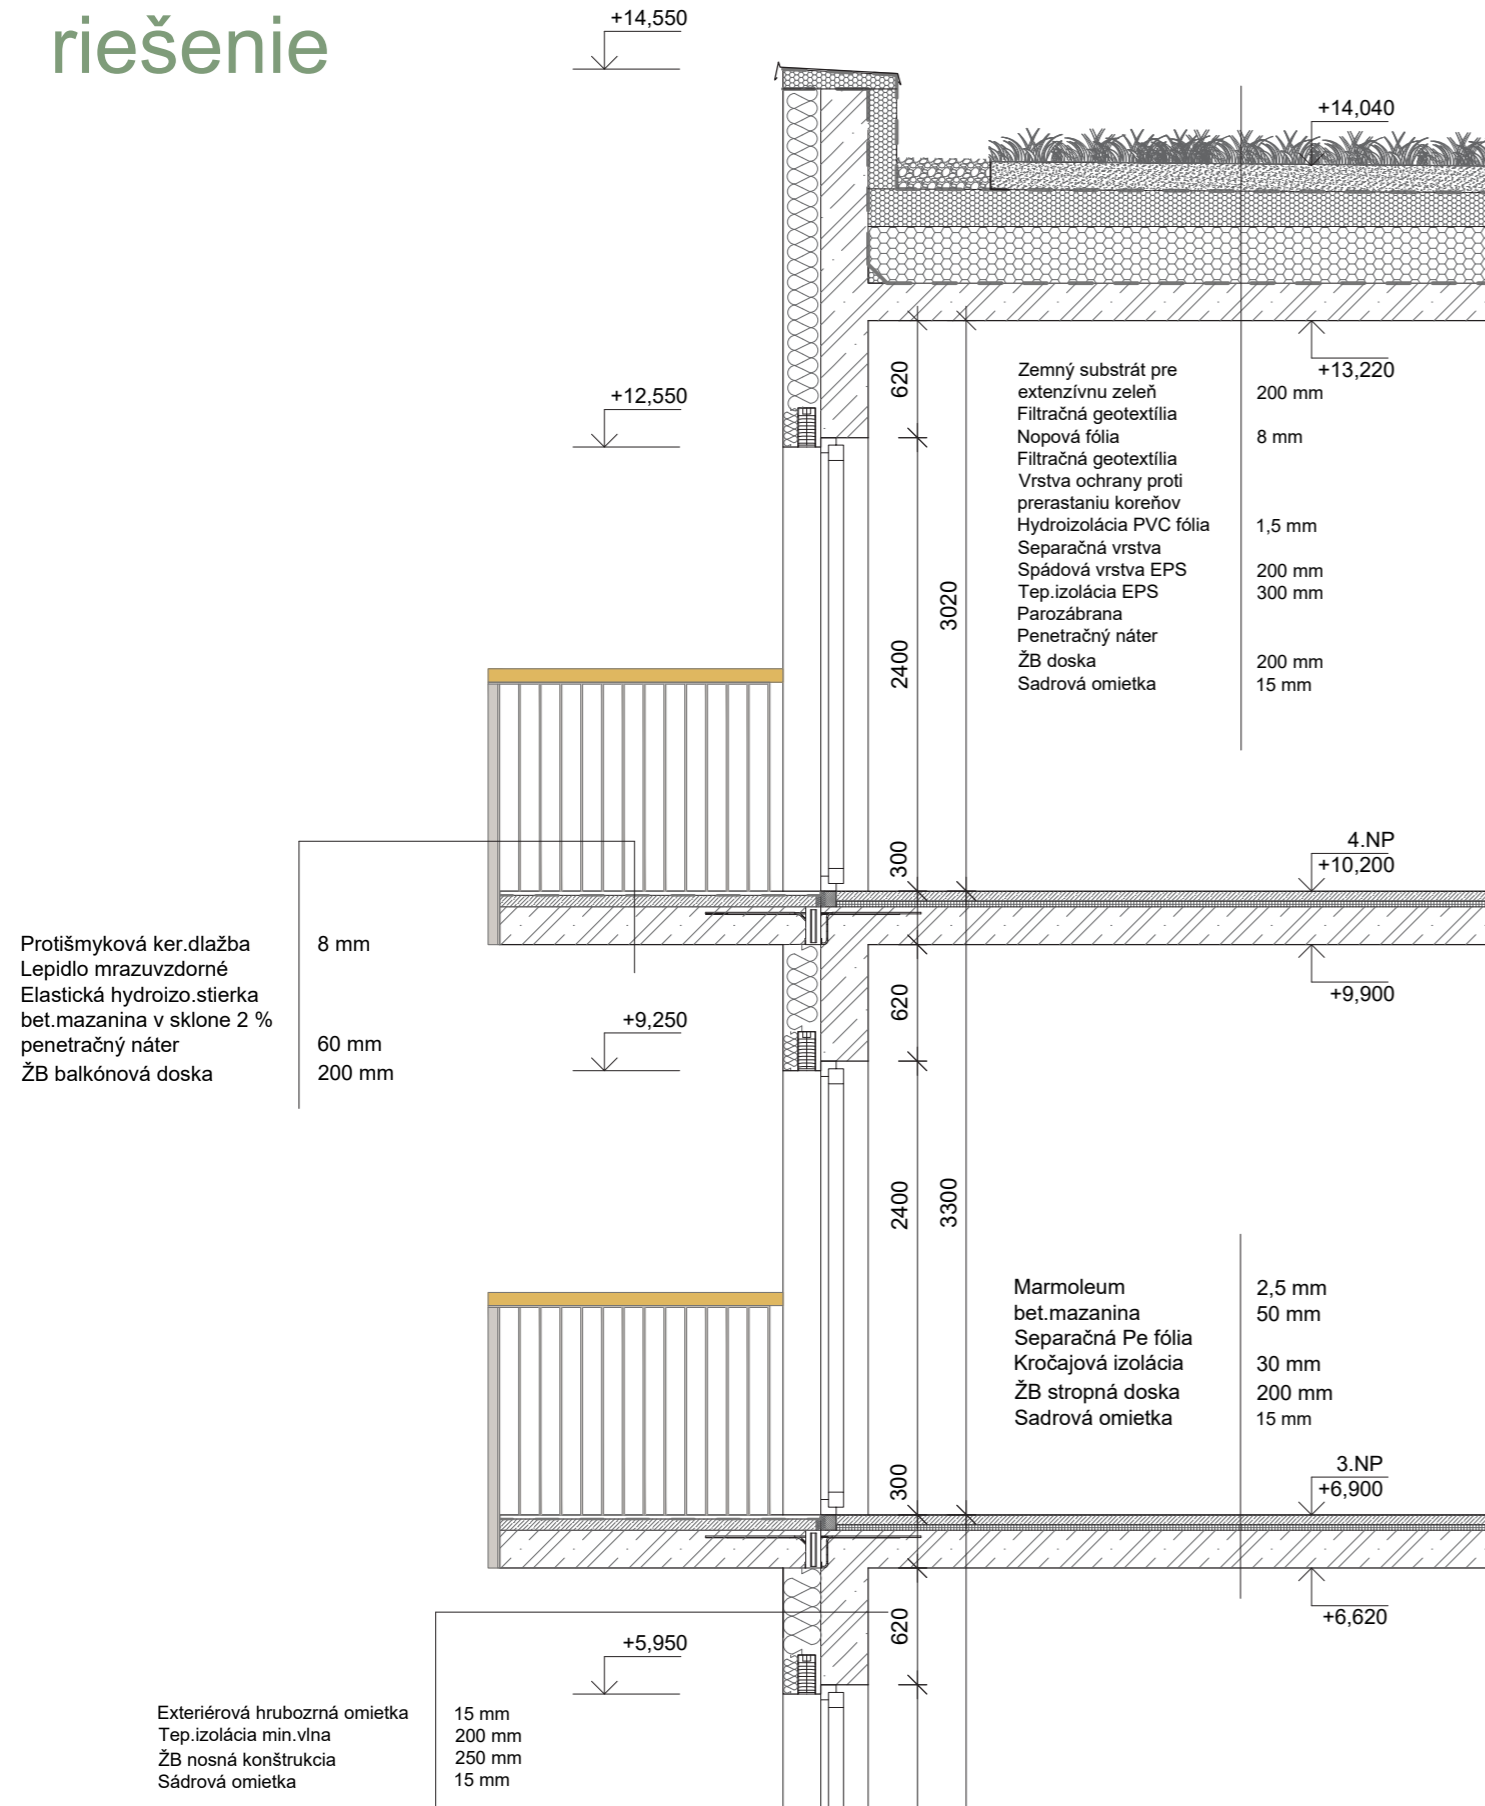 riešenie
+14,550
+14,040
+13,220
+12,550
620
Zemný substrát pre
extenzívnu zeleň 200 mm
Filtračná geotextília
Nopová fólia 8 mm
Filtračná geotextília
Vrstva ochrany proti
prerastaniu koreňov
Hydroizolácia PVC fólia 1,5 mm
Separačná vrstva
Spádová vrstva EPS 200 mm
Tep.izolácia EPS 300 mm
Parozábrana
Penetračný náter
ŽB doska 200 mm
Sadrová omietka 15 mm
3020
2400
300
4.NP
+10,200
Protišmyková ker.dlažba 8 mm
Lepidlo mrazuvzdorné
Elastická hydroizo.stierka
bet.mazanina v sklone 2 %
penetračný náter 60 mm
ŽB balkónová doska 200 mm
+9,900
620
+9,250
2400
3300
Marmoleum 2,5 mm
bet.mazanina 50 mm
Separačná Pe fólia
Kročajová izolácia 30 mm
ŽB stropná doska 200 mm
Sadrová omietka 15 mm
300
3.NP
+6,900
+6,620
620
+5,950
Exteriérová hrubozrná omietka 15 mm
Tep.izolácia min.vlna 200 mm
ŽB nosná konštrukcia 250 mm
Sádrová omietka 15 mm